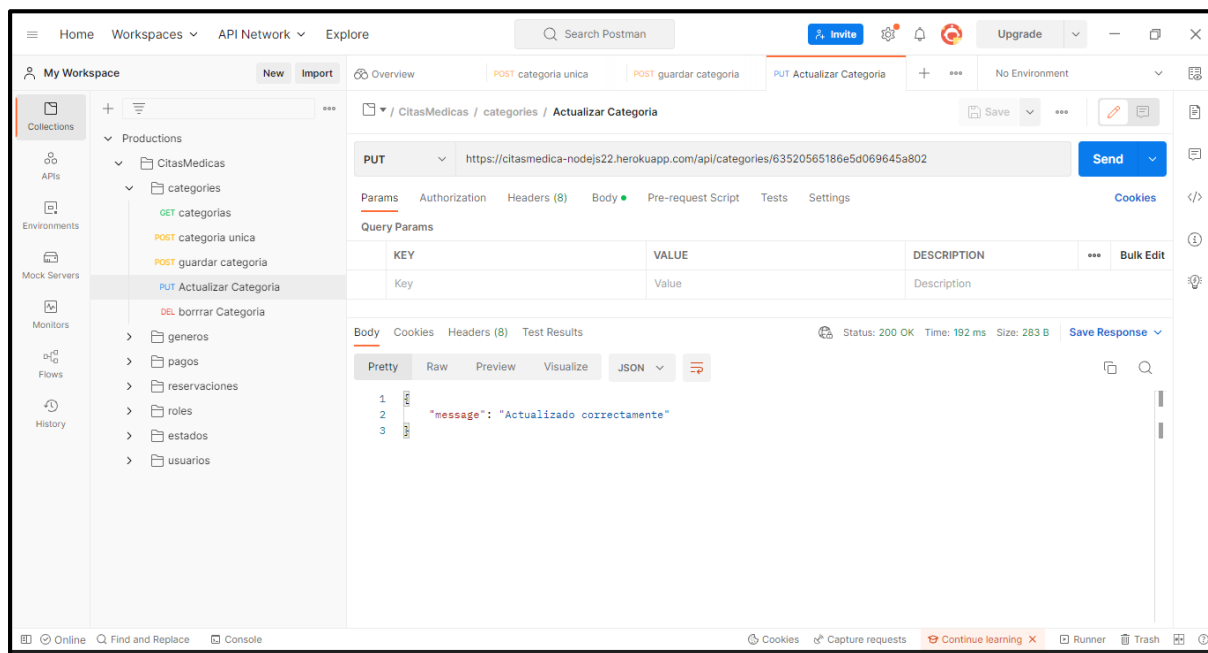 Home Workspaces API Network Explore Search Postman Invite Upgrade
My Workspace New Import Overview POST categoria unica POST guardar categoria PUT Actualizar Categoria No Environment
Collections
APIs
Environments
Mock Servers
Monitors
Flows
History
Productions
CitasMedicas
categories
GET categorias
POST categoria unica
POST guardar categoria
PUT Actualizar Categoria
DEL borrrar Categoria
generos
pagos
reservaciones
roles
estados
usuarios
/ CitasMedicas / categories / Actualizar Categoria Save
PUT https://citasmedica-nodejs22.herokuapp.com/api/categories/63520565186e5d069645a802 Send
Params Authorization Headers (8) Body Pre-request Script Tests Settings Cookies
Query Params
KEY VALUE DESCRIPTION Bulk Edit
Key Value Description
Body Cookies Headers (8) Test Results Status: 200 OK Time: 192 ms Size: 283 B Save Response
Pretty Raw Preview Visualize JSON
1 {
2 "message": "Actualizado correctamente"
3 }
Online Find and Replace Console Cookies Capture requests Continue learning Runner Trash